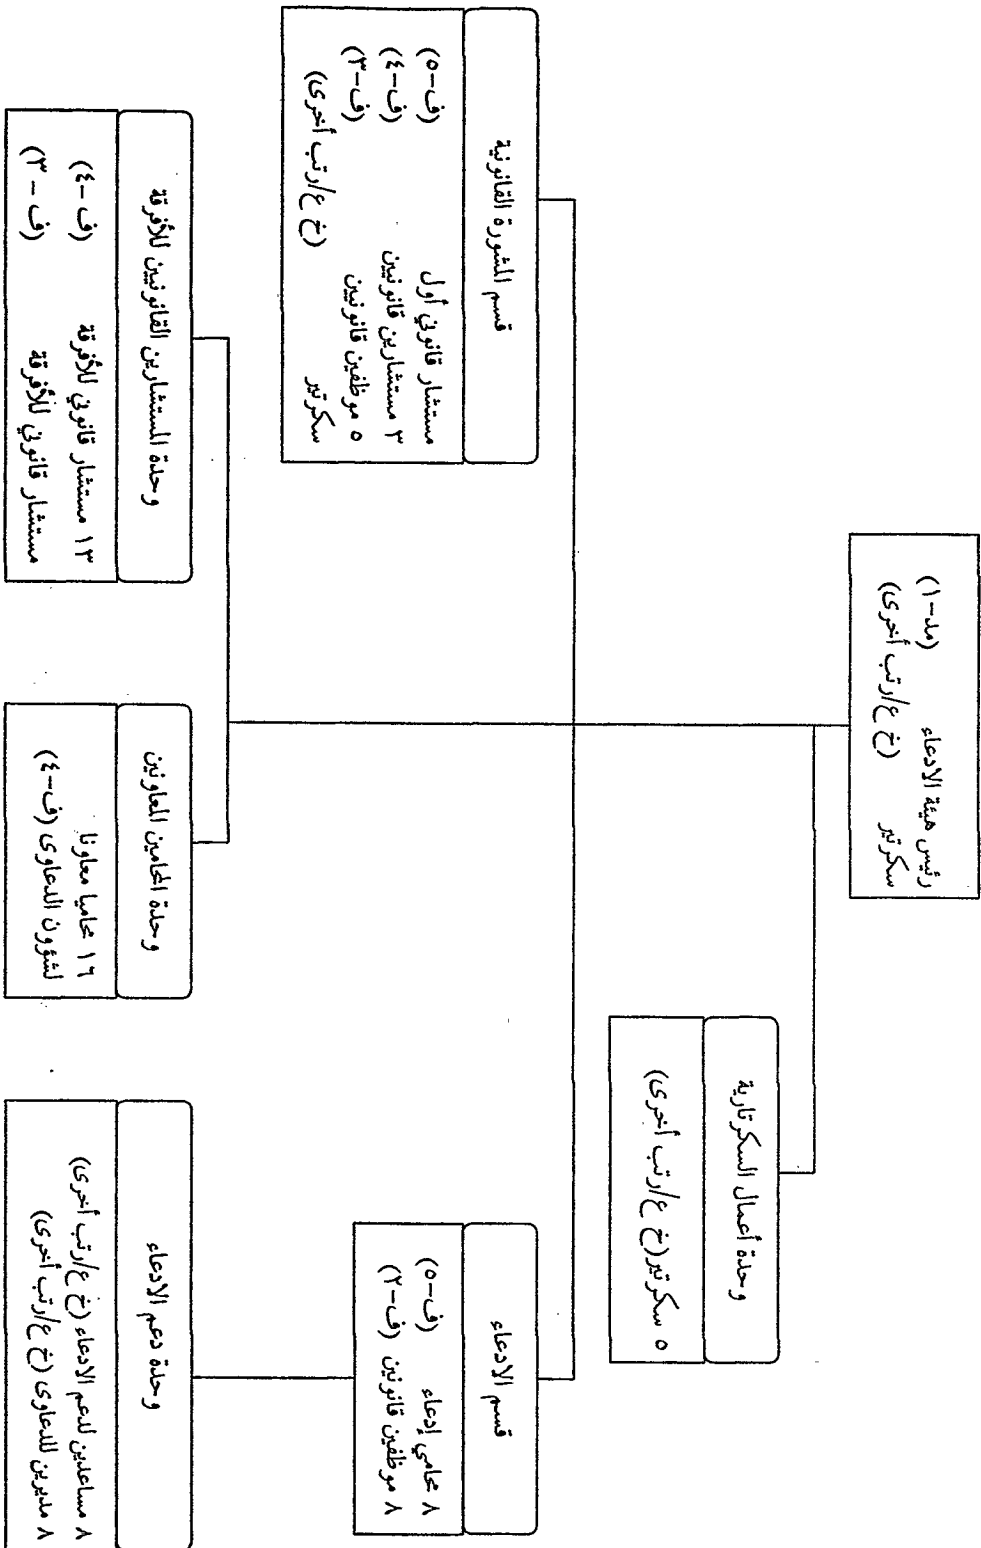 رئيس هيئة الادعاء (مد-١)
سكرتير (خ ع/رتب أخرى)
وحدة أعمال السكرتارية
٥ سكرتير (خ ع/رتب أخرى)
قسم الادعاء
٨ محامي إدعاء (ف-٥)
٨ موظفين قانونين (ف-٢)
قسم المشورة القانونية
مستشار قانوني أول (ف-٥)
٣ مستشارين قانونيين (ف-٤)
٥ موظفين قانونيين (ف-٣)
سكرتير (خ ع/رتب أخرى)
وحدة دعم الادعاء
٨ مساعدين لدعم الادعاء (خ ع/رتب أخرى)
٨ مديرين للدعاوى (خ ع/رتب أخرى)
وحدة المحامين المعاونين
١٦ محاميا معاونا
لشؤون الدعاوى (ف-٤)
وحدة المستشارين القانونيين للأفرقة
١٣ مستشار قانوني للأفرقة (ف-٤)
مستشار قانوني للأفرقة (ف-٣)